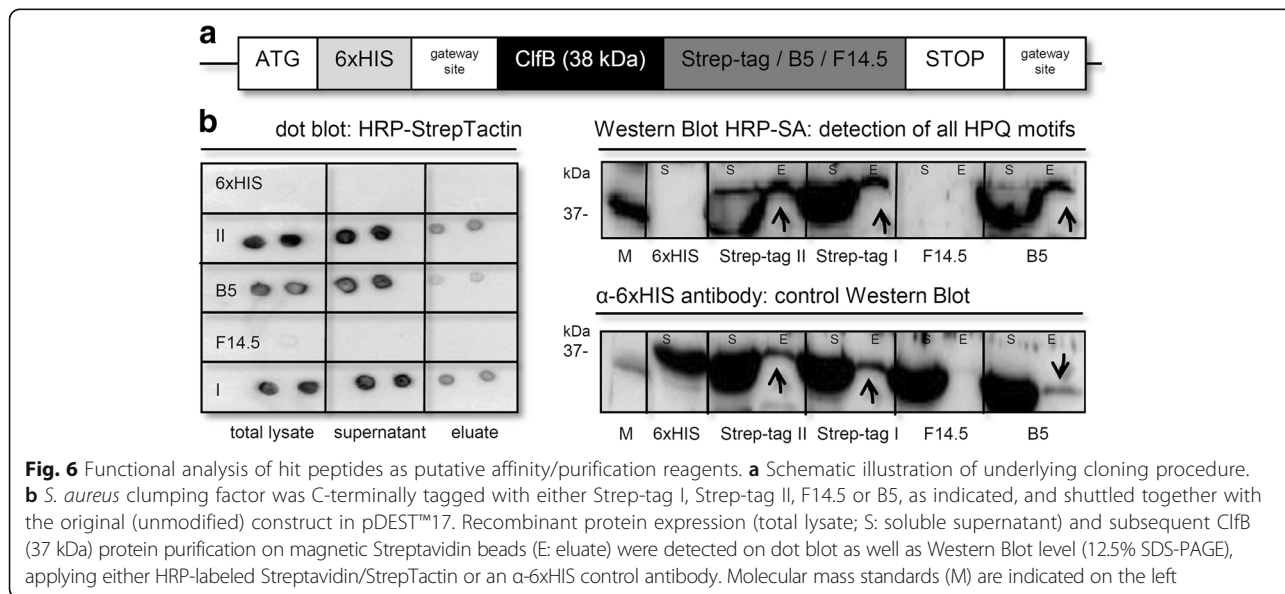 a
ATG 6xHIS gateway site ClfB (38 kDa) Strep-tag / B5 / F14.5 STOP gateway site
b
dot blot: HRP-StrepTactin
6xHIS
II
B5
F14.5
I
total lysate supernatant eluate
Western Blot HRP-SA: detection of all HPQ motifs
kDa
S S E S E S E S E
37-
M 6xHIS Strep-tag II Strep-tag I F14.5 B5
α-6xHIS antibody: control Western Blot
kDa
S S E S E S E S E
37-
M 6xHIS Strep-tag II Strep-tag I F14.5 B5
Fig. 6 Functional analysis of hit peptides as putative affinity/purification reagents. a Schematic illustration of underlying cloning procedure.
b S. aureus clumping factor was C-terminally tagged with either Strep-tag I, Strep-tag II, F14.5 or B5, as indicated, and shuttled together with
the original (unmodified) construct in pDEST™17. Recombinant protein expression (total lysate; S: soluble supernatant) and subsequent ClfB
(37 kDa) protein purification on magnetic Streptavidin beads (E: eluate) were detected on dot blot as well as Western Blot level (12.5% SDS-PAGE),
applying either HRP-labeled Streptavidin/StrepTactin or an α-6xHIS control antibody. Molecular mass standards (M) are indicated on the left